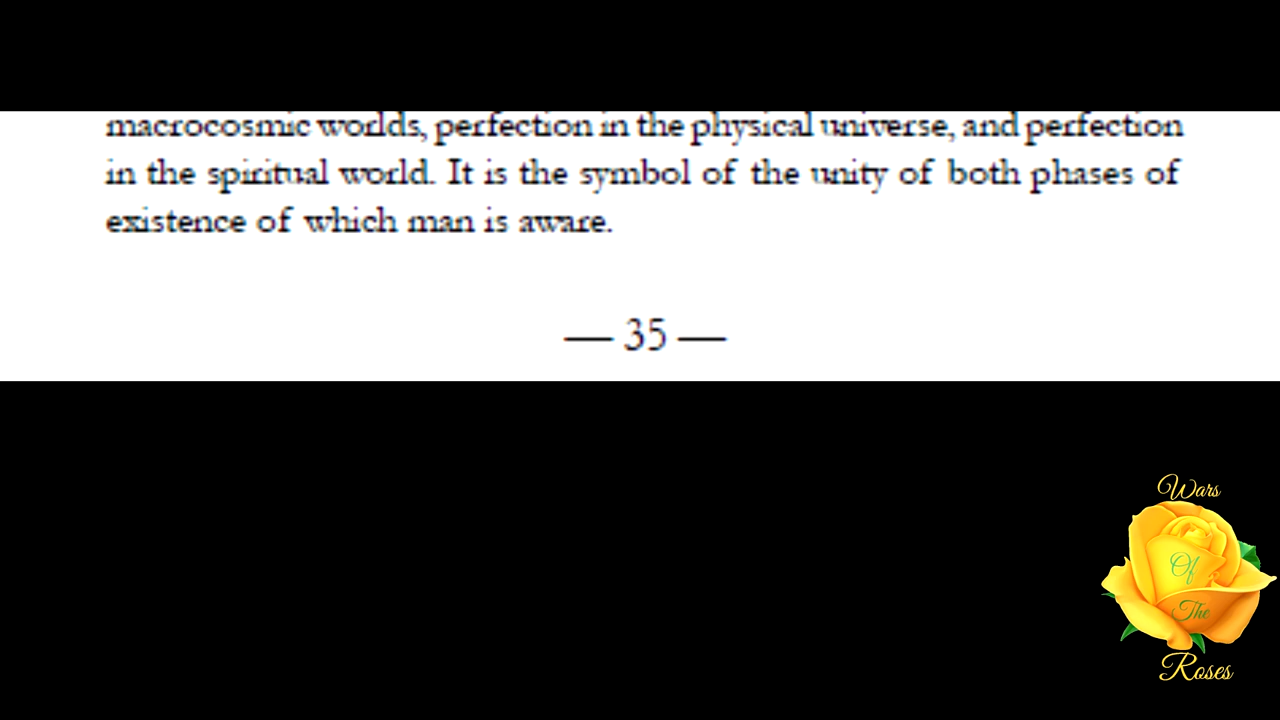 macrocosmic worlds, perfection in the physical universe, and perfection
in the spiritual world. It is the symbol of the unity of both phases of
existence of which man is aware.
— 35 —
Wars
Of
The
Roses